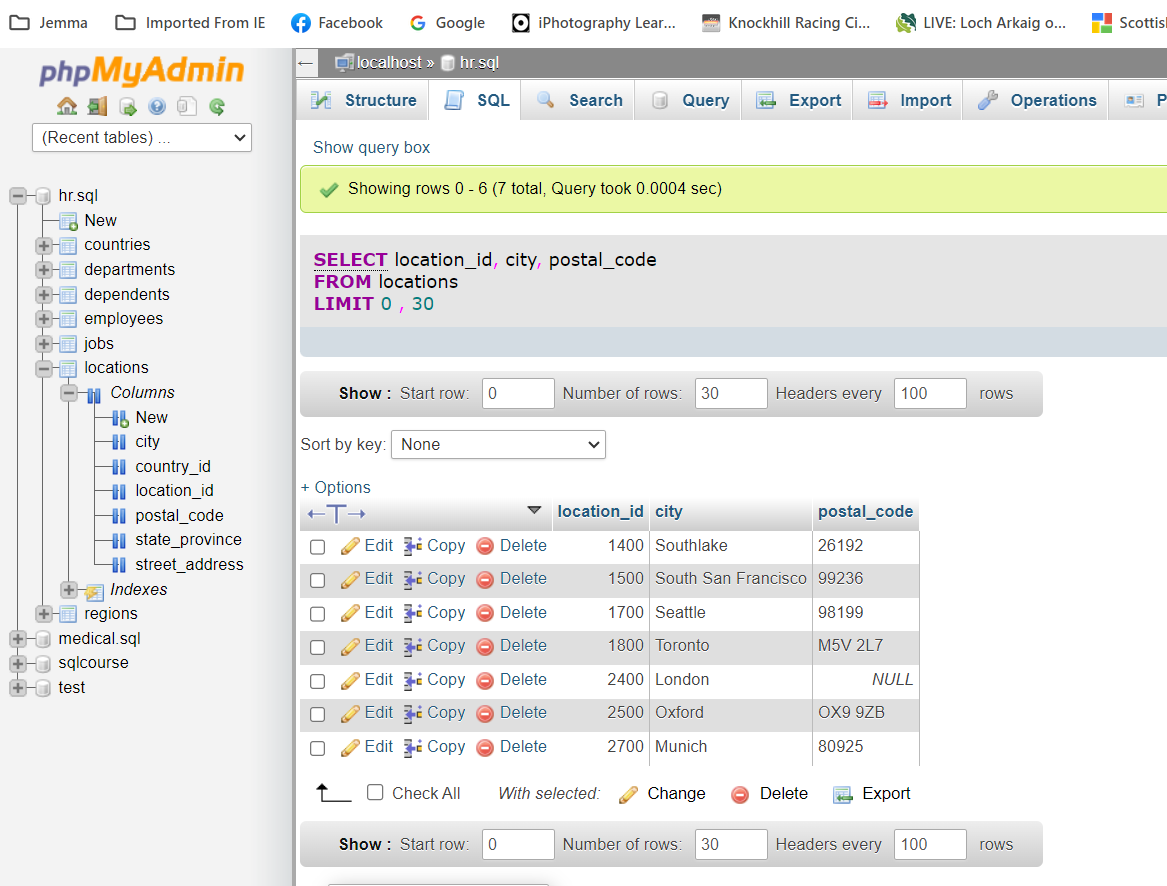 Jemma Imported From IE Facebook Google iPhotography Lear... Knockhill Racing Ci... LIVE: Loch Arkaig o... Scottis
phpMyAdmin
(Recent tables) ...
hr.sql
New
countries
departments
dependents
employees
jobs
locations
Columns
New
city
country_id
location_id
postal_code
state_province
street_address
Indexes
regions
medical.sql
sqlcourse
test
← localhost » hr.sql
Structure SQL Search Query Export Import Operations P
Show query box
Showing rows 0 - 6 (7 total, Query took 0.0004 sec)
SELECT location_id, city, postal_code
FROM locations
LIMIT 0 , 30
Show : Start row: 0 Number of rows: 30 Headers every 100 rows
Sort by key: None
+ Options
←T→ location_id city postal_code
Edit Copy Delete 1400 Southlake 26192
Edit Copy Delete 1500 South San Francisco 99236
Edit Copy Delete 1700 Seattle 98199
Edit Copy Delete 1800 Toronto M5V 2L7
Edit Copy Delete 2400 London NULL
Edit Copy Delete 2500 Oxford OX9 9ZB
Edit Copy Delete 2700 Munich 80925
Check All With selected: Change Delete Export
Show : Start row: 0 Number of rows: 30 Headers every 100 rows